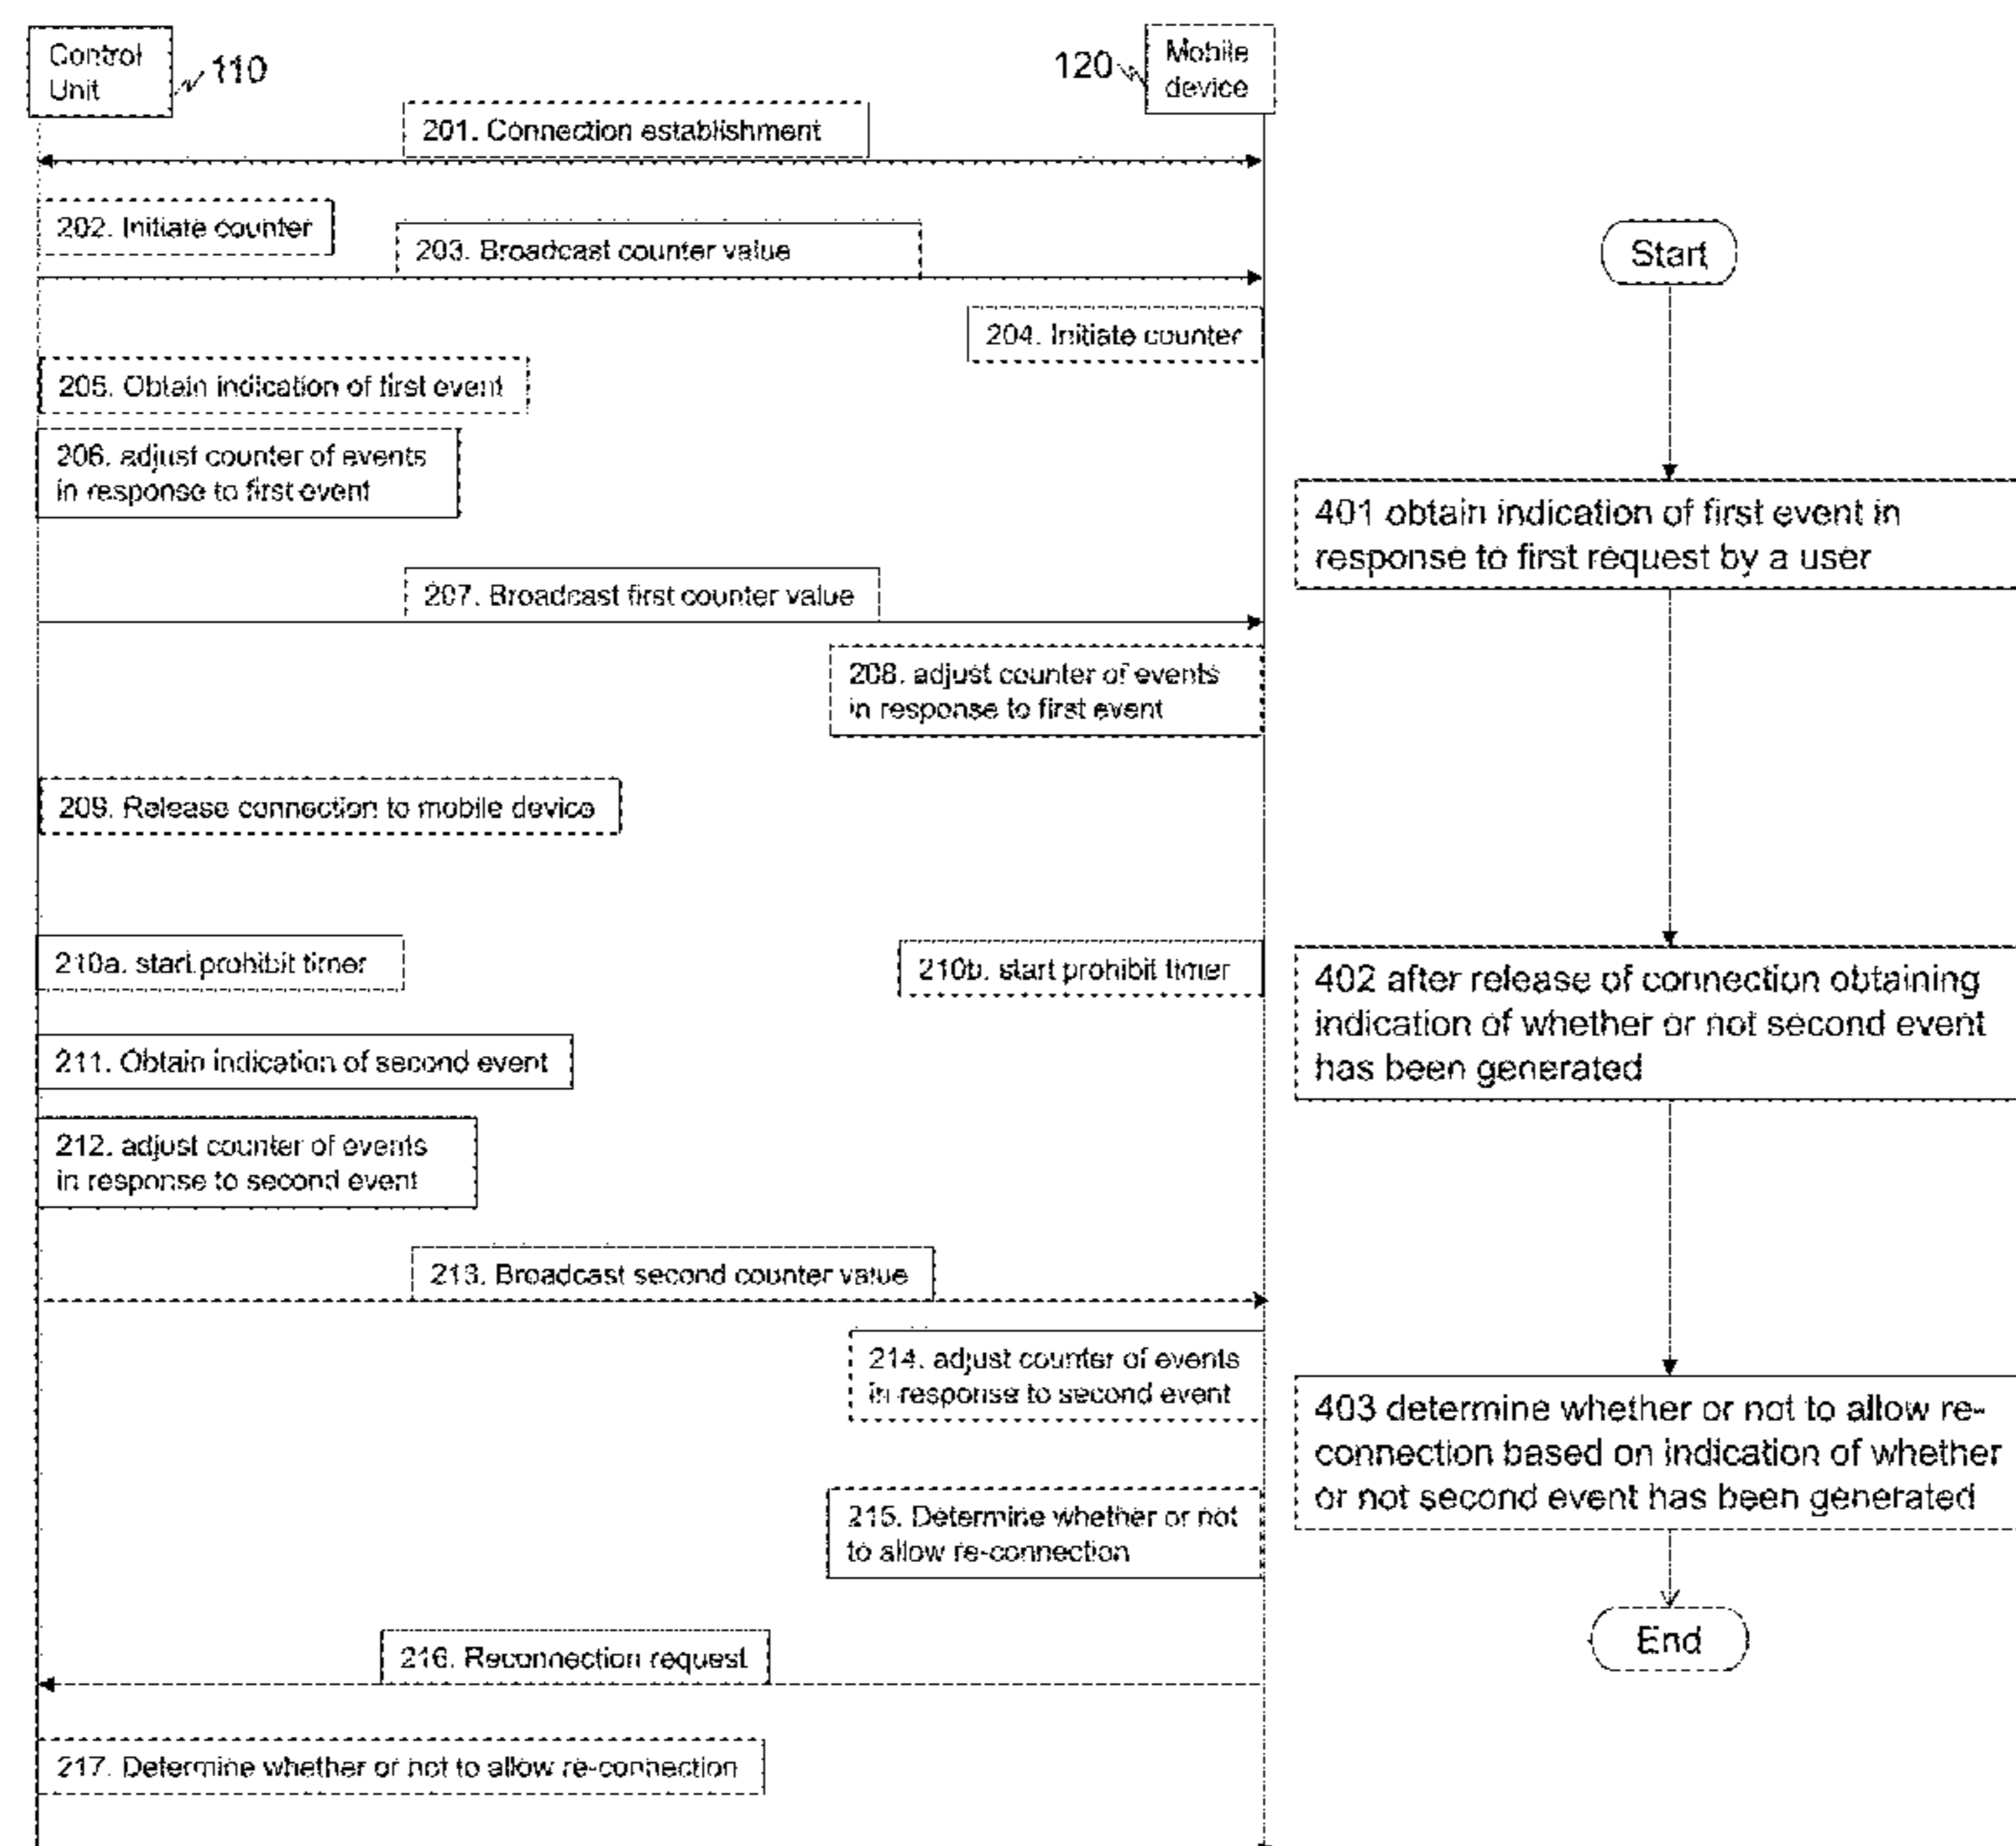 Control
Unit
110
120
Mobile
device
201. Connection establishment
202. Initiate counter
203. Broadcast counter value
204. Initiate counter
205. Obtain indication of first event
206. adjust counter of events
in response to first event
207. Broadcast first counter value
208. adjust counter of events
in response to first event
209. Release connection to mobile device
210a. start prohibit timer
210b. start prohibit timer
211. Obtain indication of second event
212. adjust counter of events
in response to second event
213. Broadcast second counter value
214. adjust counter of events
in response to second event
215. Determine whether or not
to allow re-connection
216. Reconnection request
217. Determine whether or not to allow re-connection
Start
401 obtain indication of first event in
response to first request by a user
402 after release of connection obtaining
indication of whether or not second event
has been generated
403 determine whether or not to allow re-
connection based on indication of whether
or not second event has been generated
End